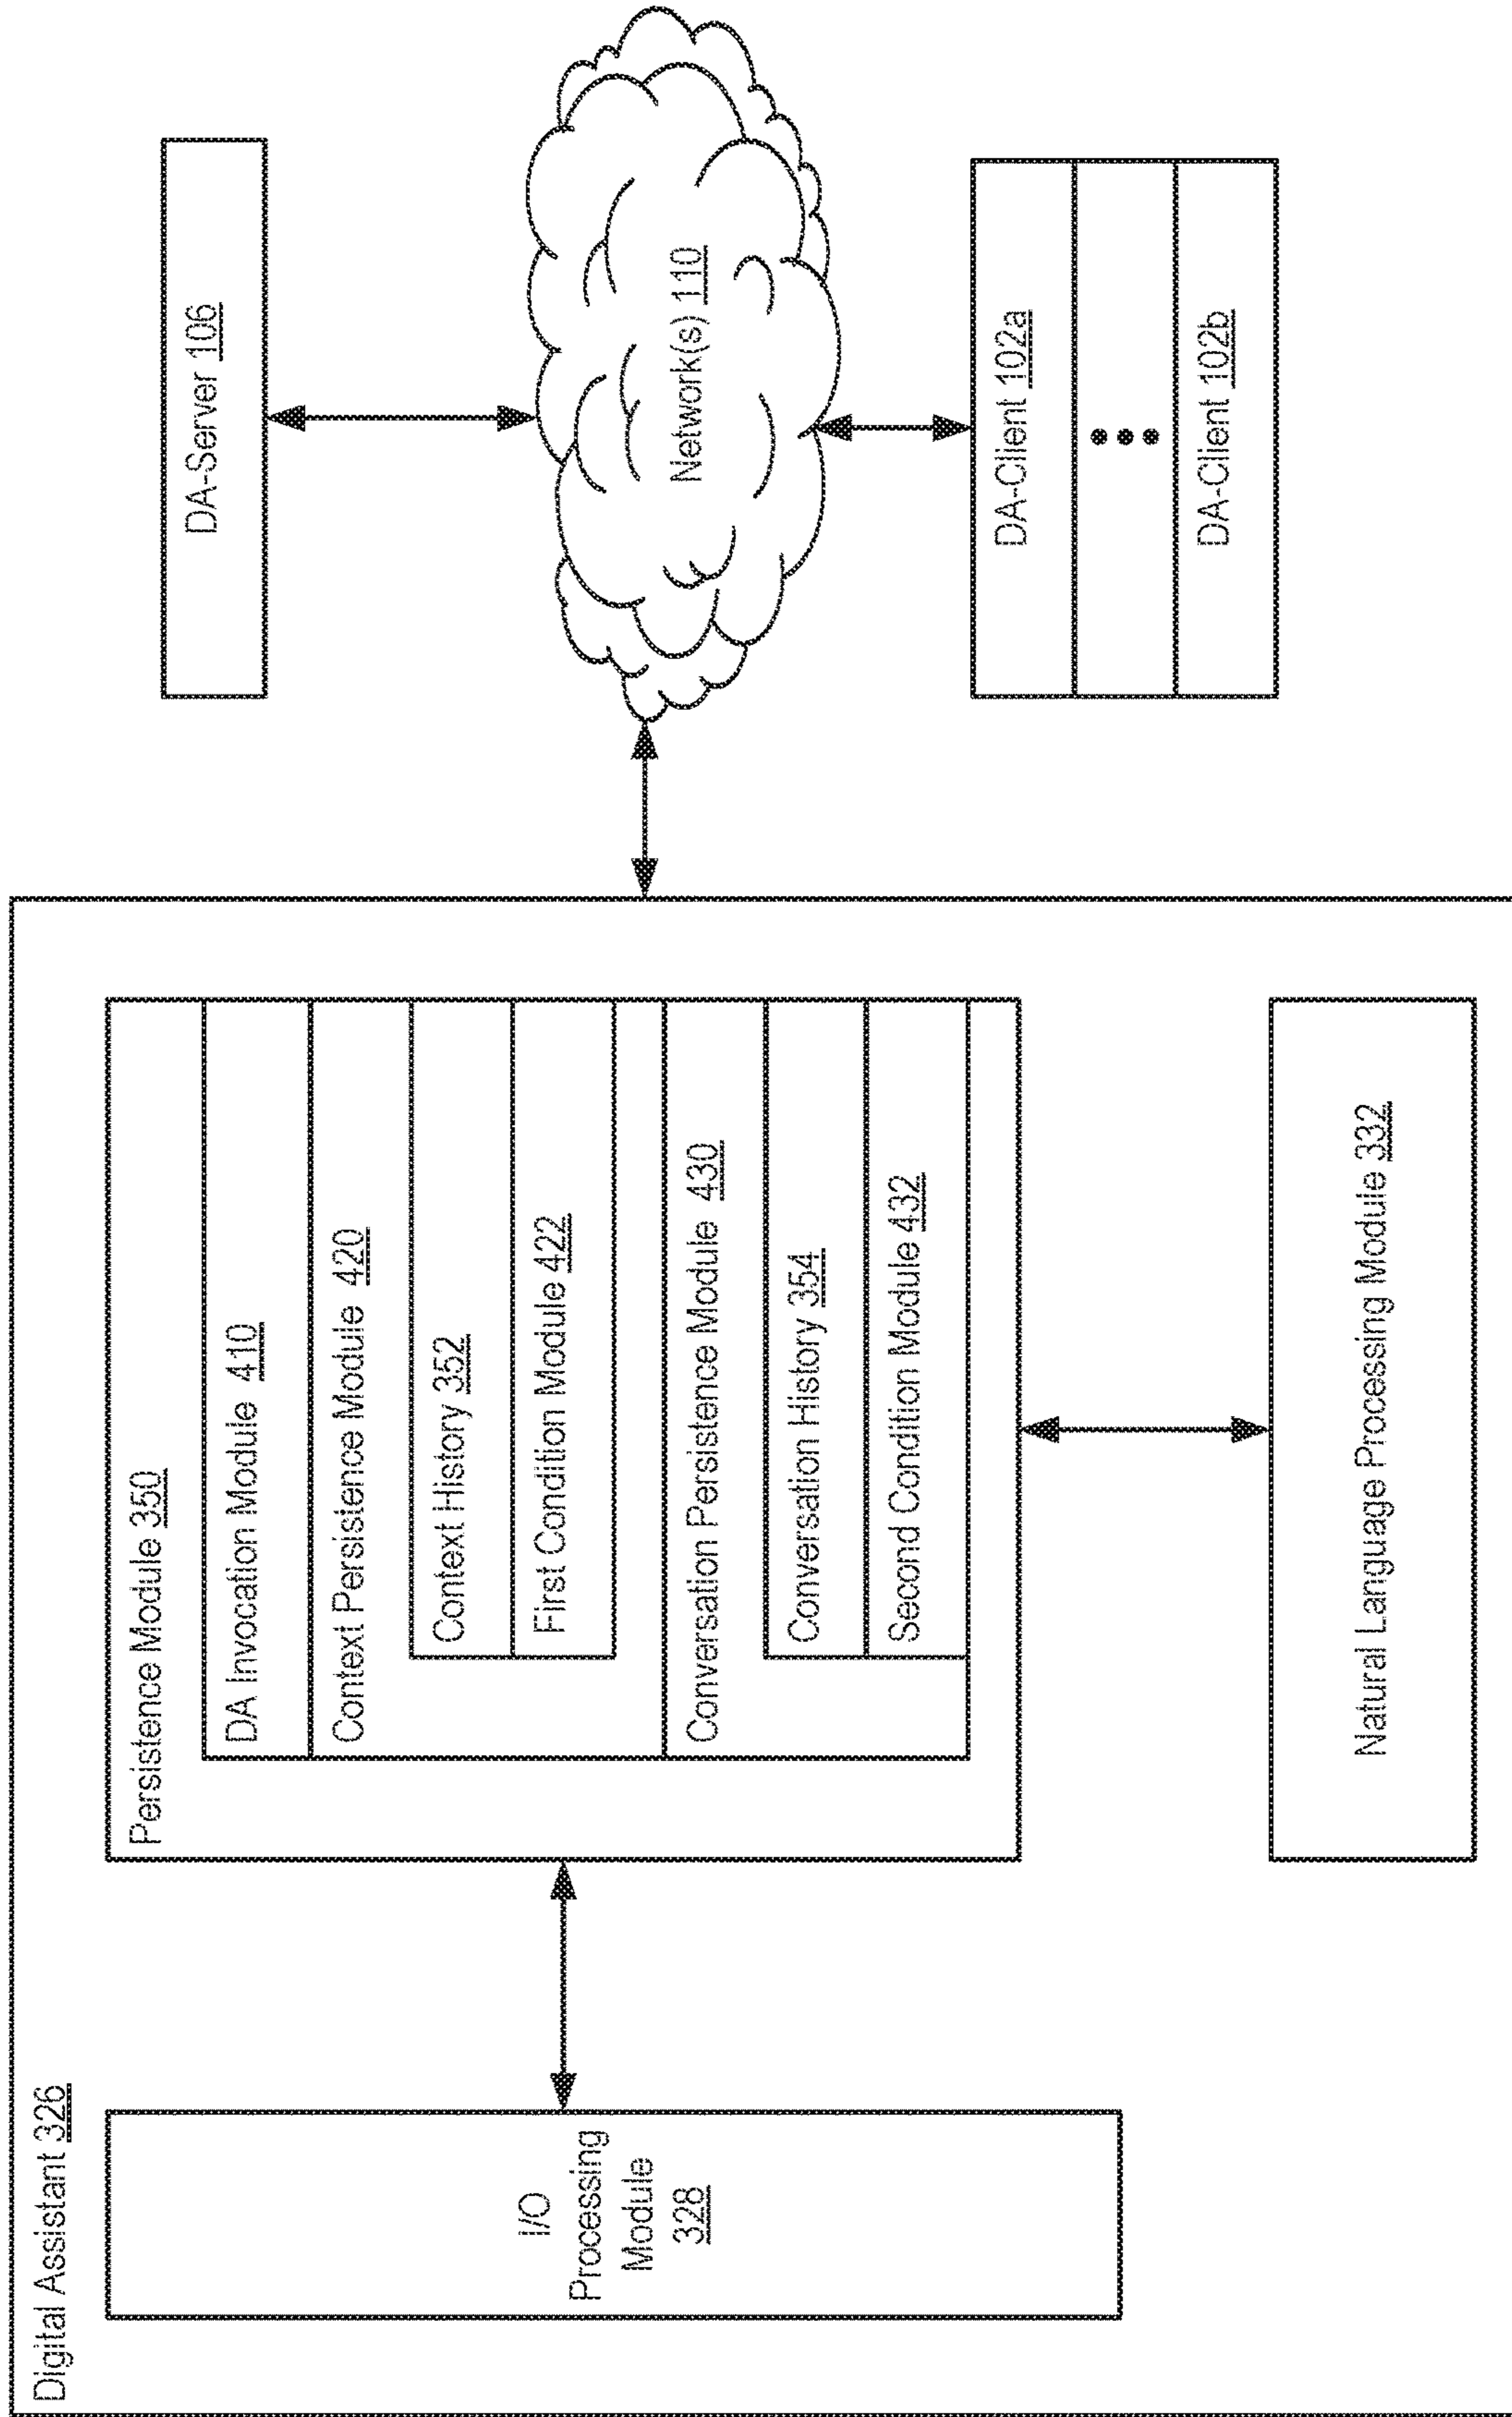 Digital Assistant 326
I/O
Processing
Module
328
Persistence Module 350
DA Invocation Module 410
Context Persistence Module 420
Context History 352
First Condition Module 422
Conversation Persistence Module 430
Conversation History 354
Second Condition Module 432
Natural Language Processing Module 332
DA-Server 106
Network(s) 110
DA-Client 102a
DA-Client 102b